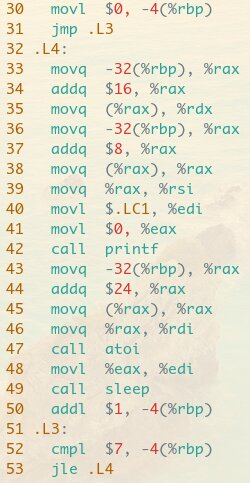 30 movl $0, -4(%rbp)
31 jmp .L3
32 .L4:
33 movq -32(%rbp), %rax
34 addq $16, %rax
35 movq (%rax), %rdx
36 movq -32(%rbp), %rax
37 addq $8, %rax
38 movq (%rax), %rax
39 movq %rax, %rsi
40 movl $.LC1, %edi
41 movl $0, %eax
42 call printf
43 movq -32(%rbp), %rax
44 addq $24, %rax
45 movq (%rax), %rax
46 movq %rax, %rdi
47 call atoi
48 movl %eax, %edi
49 call sleep
50 addl $1, -4(%rbp)
51 .L3:
52 cmpl $7, -4(%rbp)
53 jle .L4